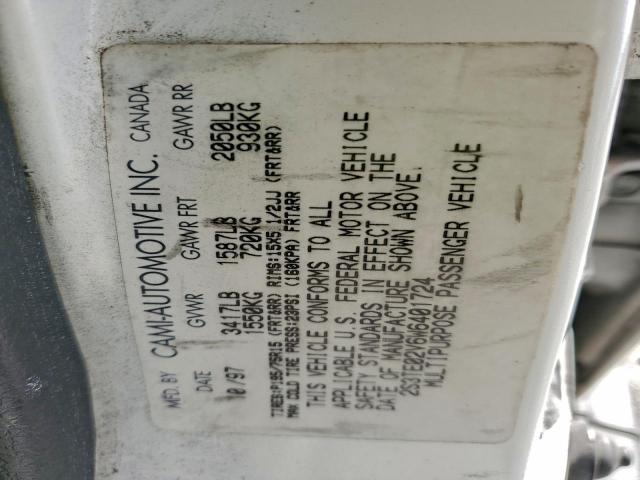 MFD. BY CAMI-AUTOMOTIVE INC. CANADA
DATE GVWR GAWR FRT GAWR RR
10/97 3417LB 1587LB 2050LB
1550KG 720KG 930KG
TIRES:P195/75R15 (FRT&RR) RIMS:15X5 1/2JJ (FRT&RR)
MAX COLD TIRE PRESS:23PSI (160KPA) FRT&RR
THIS VEHICLE CONFORMS TO ALL
APPLICABLE U.S. FEDERAL MOTOR VEHICLE
SAFETY STANDARDS IN EFFECT ON THE
DATE OF MANUFACTURE SHOWN ABOVE.
2S3TE02V6W6401724
MULTIPURPOSE PASSENGER VEHICLE